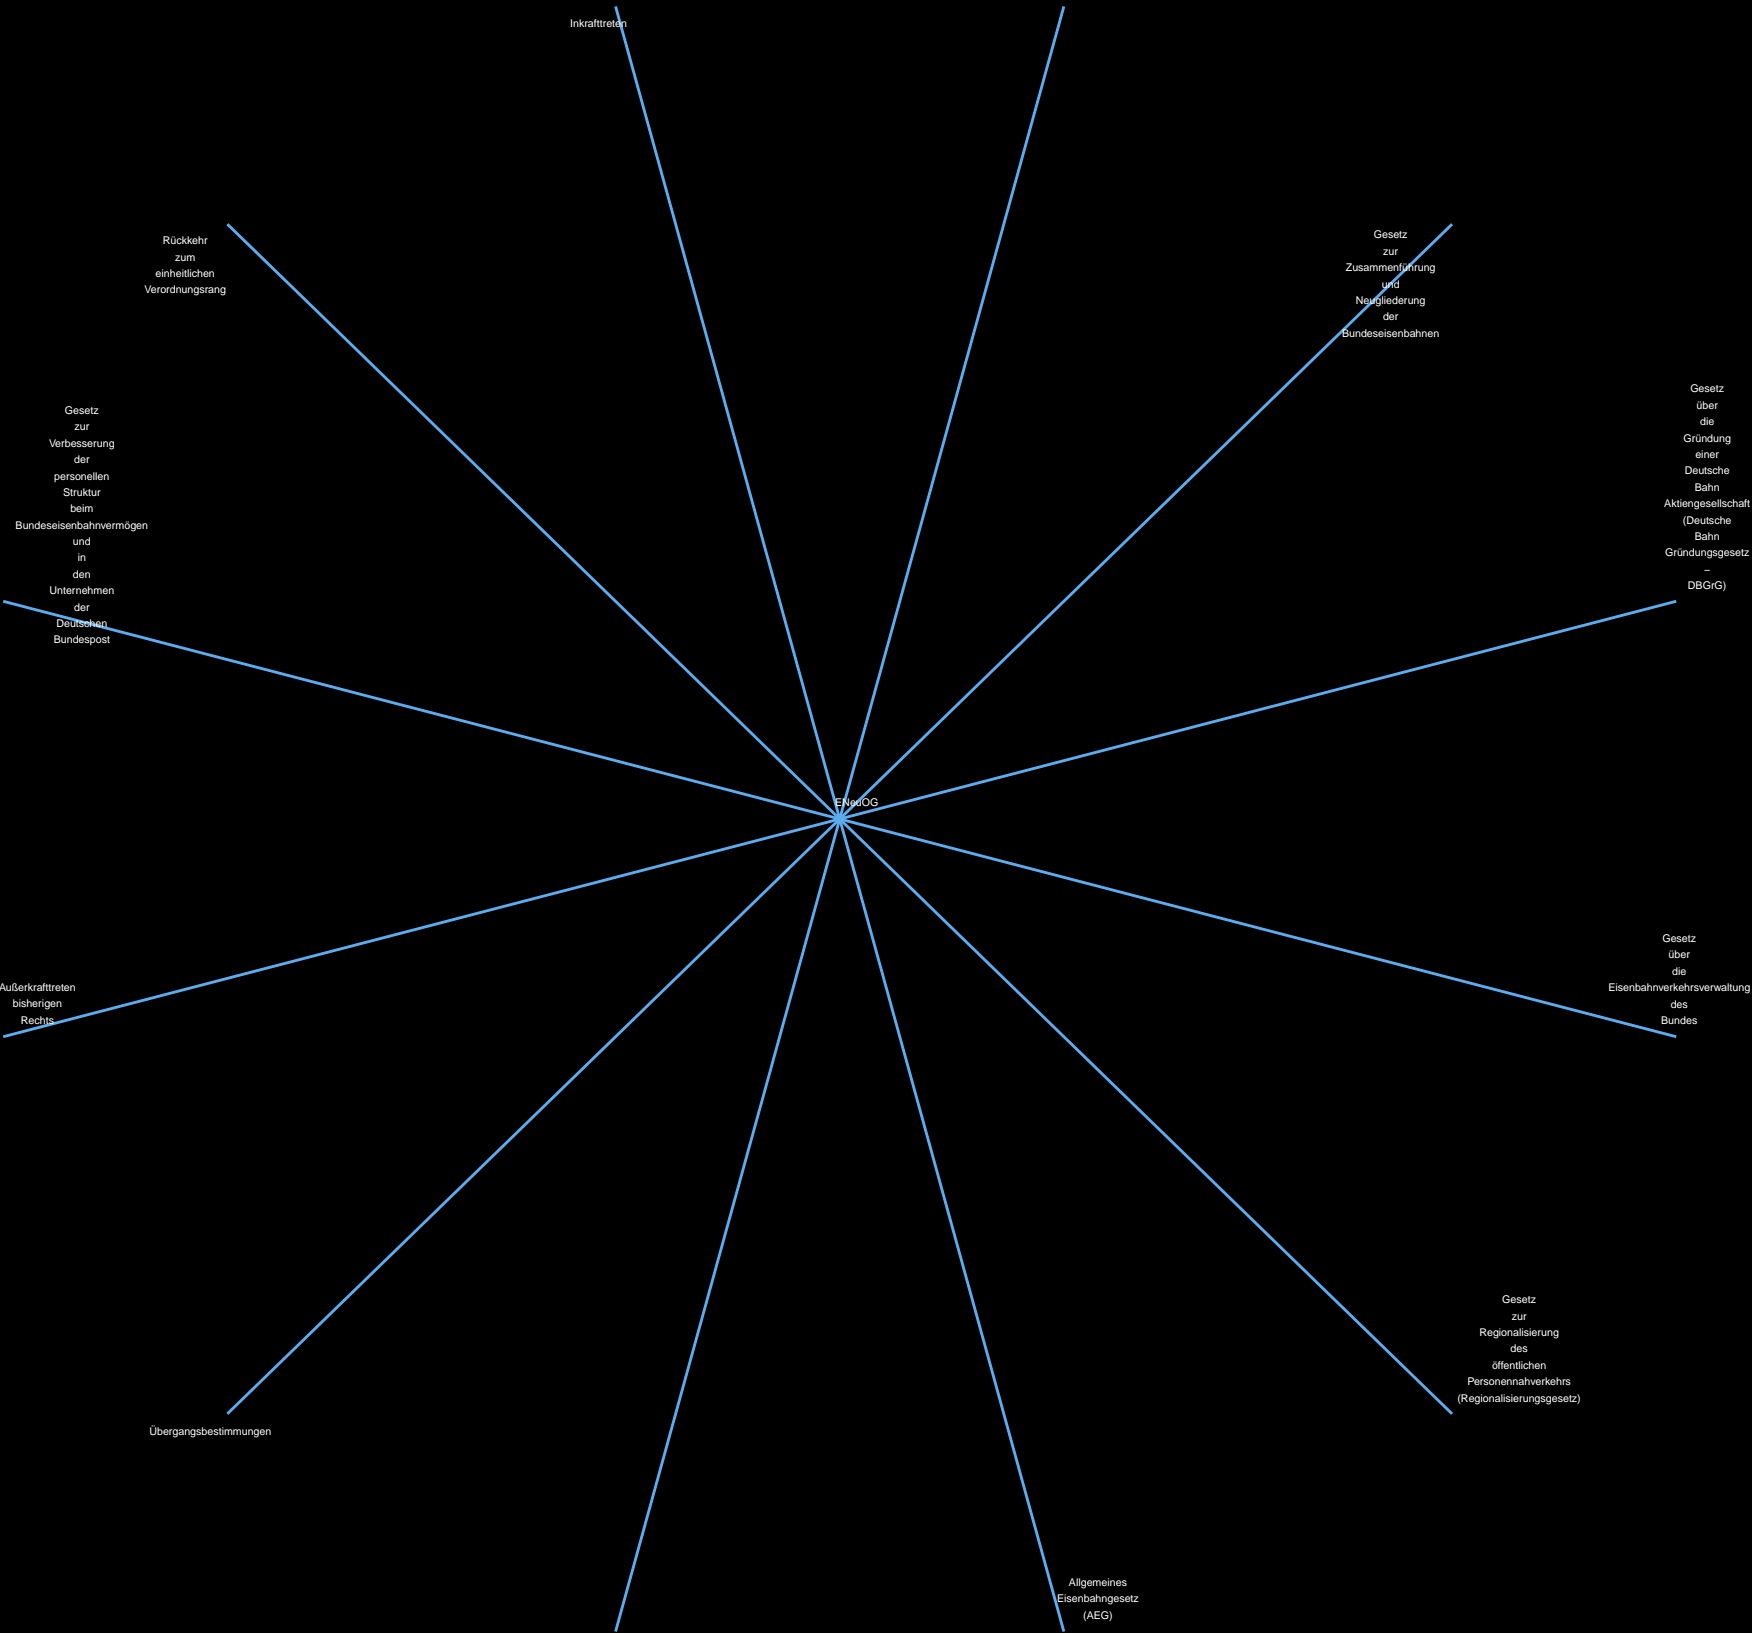 Inkrafttreten
Gesetz
zur
Zusammenführung
und
Neugliederung
der
Bundeseisenbahnen
Rückkehr
zum
einheitlichen
Verordnungsrang
Gesetz
über
die
Gründung
einer
Deutsche
Bahn
Aktiengesellschaft
(Deutsche
Bahn
Gründungsgesetz
–
DBGrG)
Gesetz
zur
Verbesserung
der
personellen
Struktur
beim
Bundeseisenbahnvermögen
und
in
den
Unternehmen
der
Deutschen
Bundespost
ENeuOG
Gesetz
über
die
Eisenbahnverkehrsverwaltung
des
Bundes
Außerkrafttreten
bisherigen
Rechts
Gesetz
zur
Regionalisierung
des
öffentlichen
Personennahverkehrs
(Regionalisierungsgesetz)
Übergangsbestimmungen
Allgemeines
Eisenbahngesetz
(AEG)